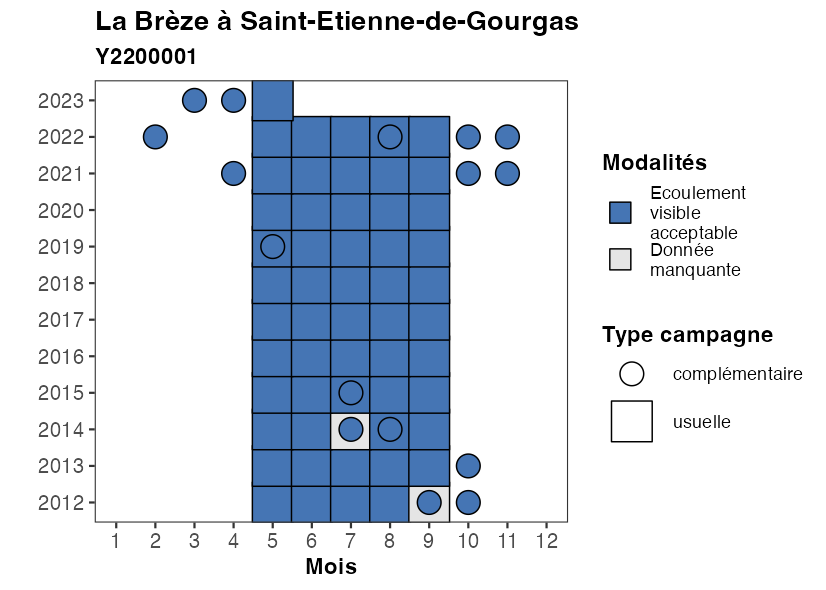 La Brèze à Saint-Etienne-de-Gourgas
Y2200001
2023
2022
2021
2020
2019
2018
2017
2016
2015
2014
2013
2012
1 2 3 4 5 6 7 8 9 10 11 12
Mois
Modalités
Ecoulement
visible
acceptable
Donnée
manquante
Type campagne
complémentaire
usuelle